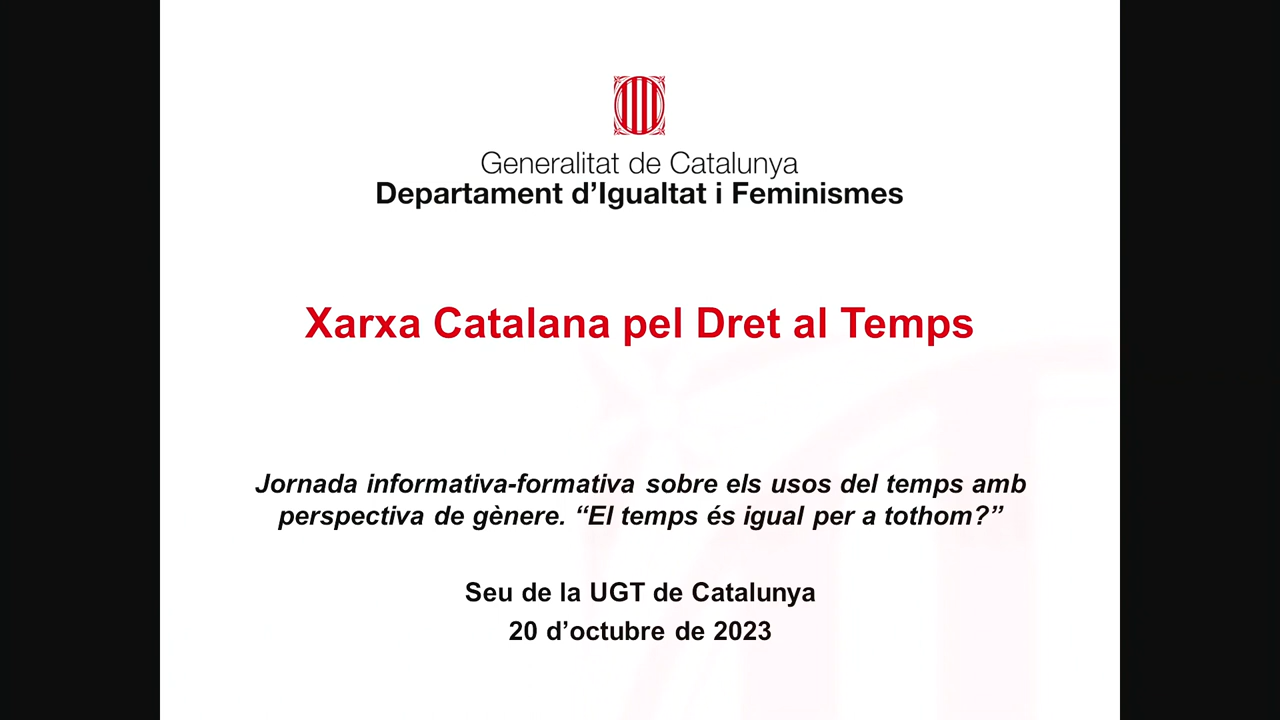 Generalitat de Catalunya
Departament d’Igualtat i Feminismes
Xarxa Catalana pel Dret al Temps
Jornada informativa-formativa sobre els usos del temps amb
perspectiva de gènere. “El temps és igual per a tothom?”
Seu de la UGT de Catalunya
20 d’octubre de 2023